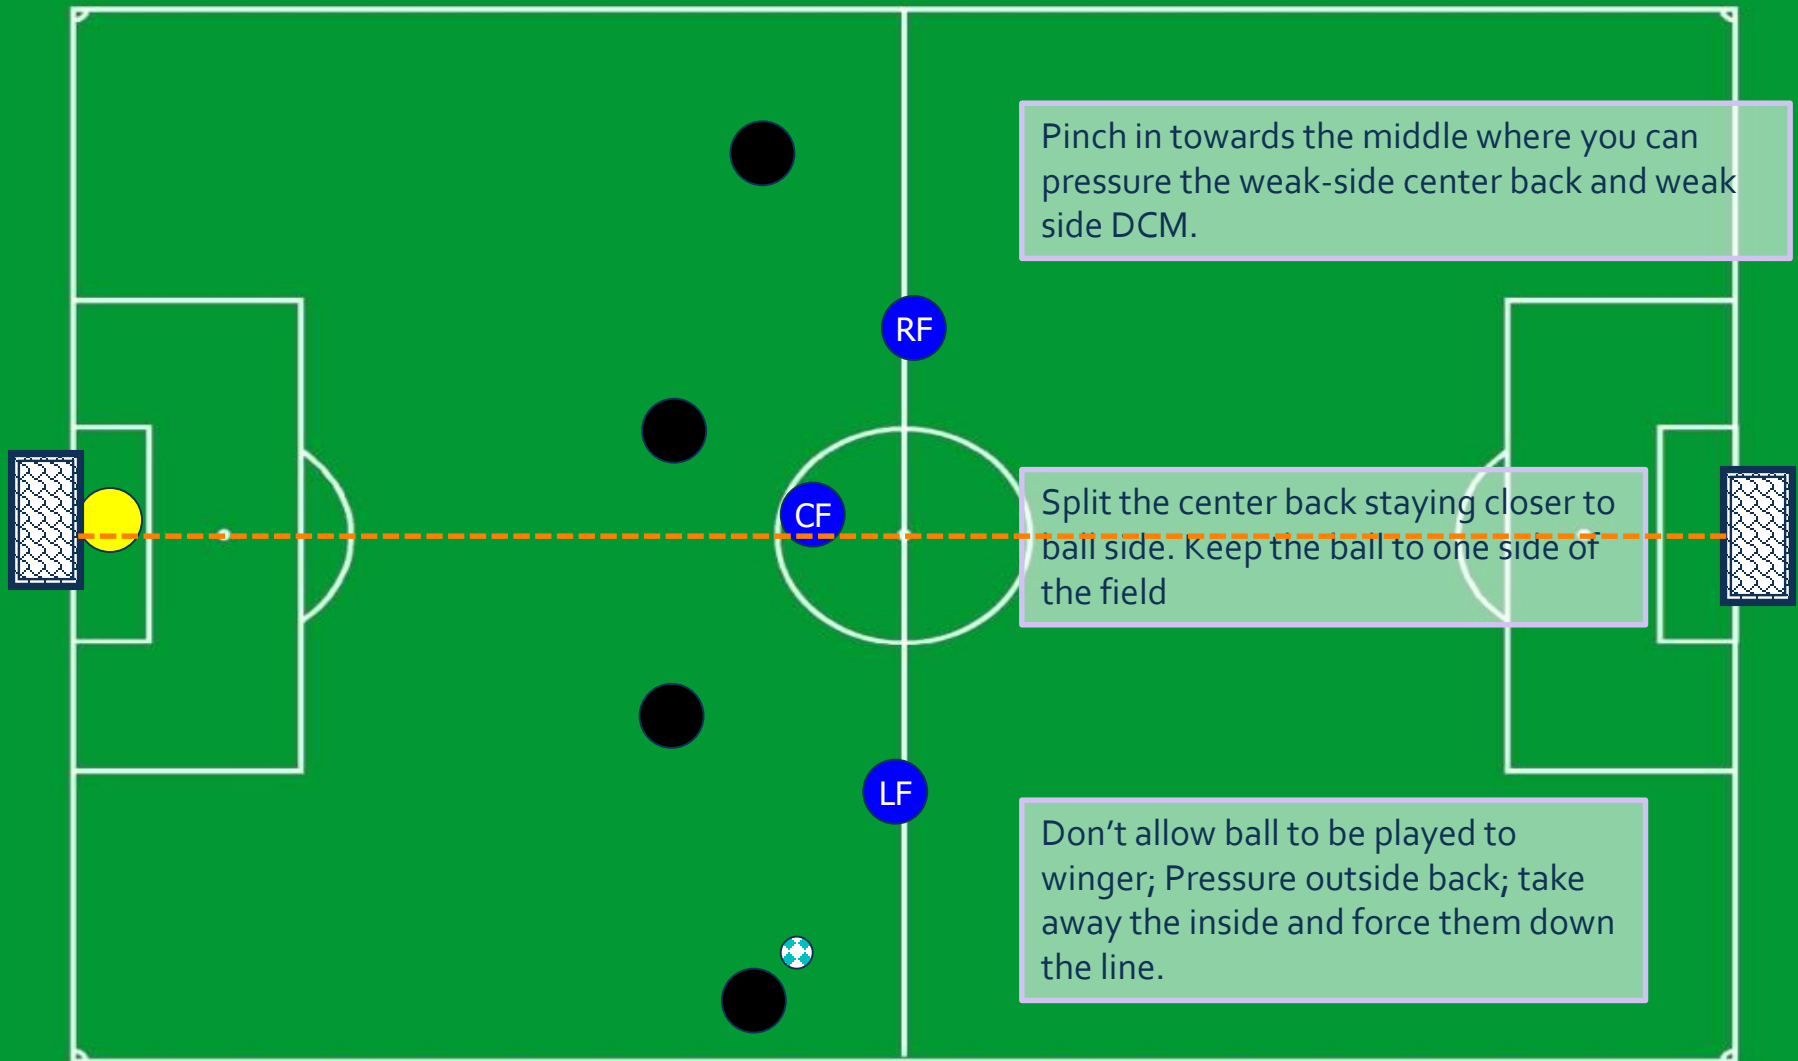 Pinch in towards the middle where you can
pressure the weak-side center back and weak
side DCM.
RF
CF
Split the center back staying closer to
ball side. Keep the ball to one side of
the field
LF
Don’t allow ball to be played to
winger; Pressure outside back; take
away the inside and force them down
the line.